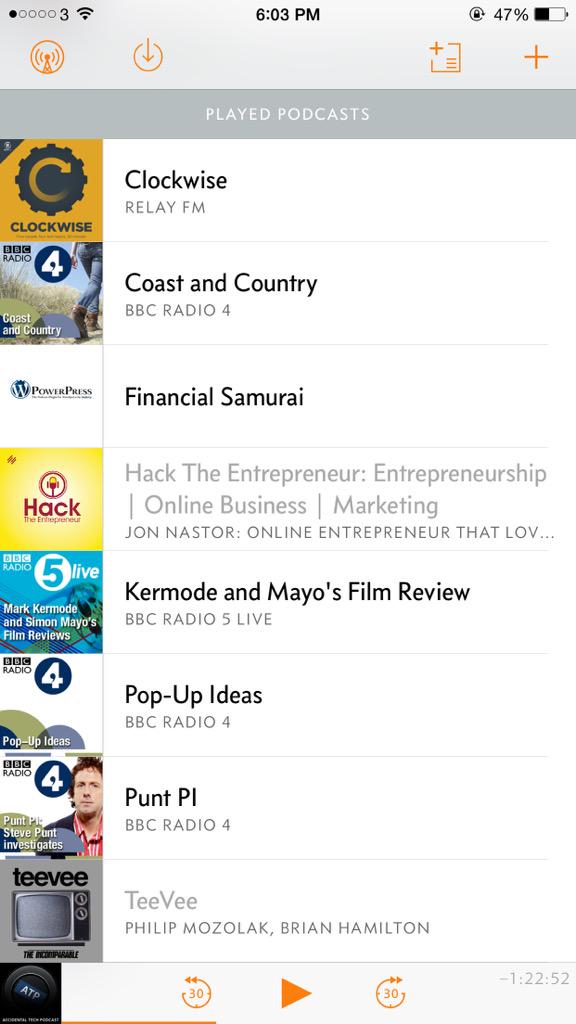 3 6:03 PM 47%
PLAYED PODCASTS
CLOCKWISE
Clockwise
RELAY FM
BBC
RADIO 4
Coast
and Country
Coast and Country
BBC RADIO 4
POWERPRESS
Financial Samurai
Hack
The Entrepreneur
Hack The Entrepreneur: Entrepreneurship
| Online Business | Marketing
JON NASTOR: ONLINE ENTREPRENEUR THAT LOV...
BBC
RADIO 5 live
Mark Kermode
and Simon Mayo's
Film Reviews
Kermode and Mayo's Film Review
BBC RADIO 5 LIVE
BBC
RADIO 4
Pop-Up Ideas
Pop-Up Ideas
BBC RADIO 4
BBC
RADIO 4
Punt PI:
Steve Punt
investigates
Punt PI
BBC RADIO 4
teevee
THE INCOMPARABLE
TeeVee
PHILIP MOZOLAK, BRIAN HAMILTON
ATP
ACCIDENTAL TECH PODCAST
30
30
−1:22:52